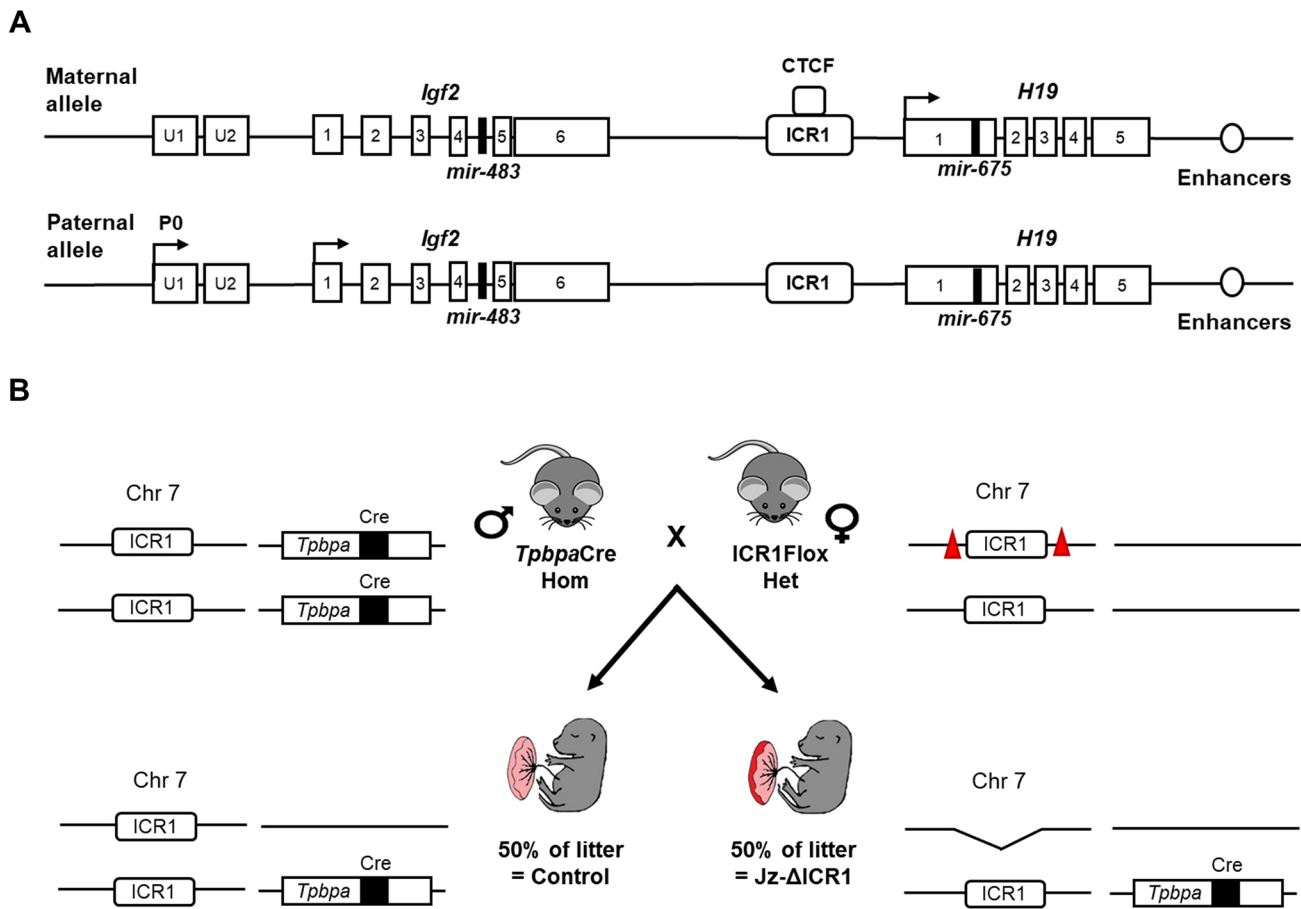 A
Maternal
allele
Igf2
CTCF
H19
U1 U2 1 2 3 4 5 6 ICR1 1 2 3 4 5
mir-483
mir-675
Enhancers
Paternal
allele
P0
Igf2
H19
U1 U2 1 2 3 4 5 6 ICR1 1 2 3 4 5
mir-483
mir-675
Enhancers
B
Chr 7
ICR1
Cre
Tpbpa
Cre
ICR1
Tpbpa
♂
TpbpaCre
Hom
X
♀
ICR1Flox
Het
Chr 7
ICR1
ICR1
Chr 7
ICR1
Cre
ICR1
Tpbpa
50% of litter
= Control
50% of litter
= Jz-ΔICR1
Chr 7
Cre
ICR1
Tpbpa